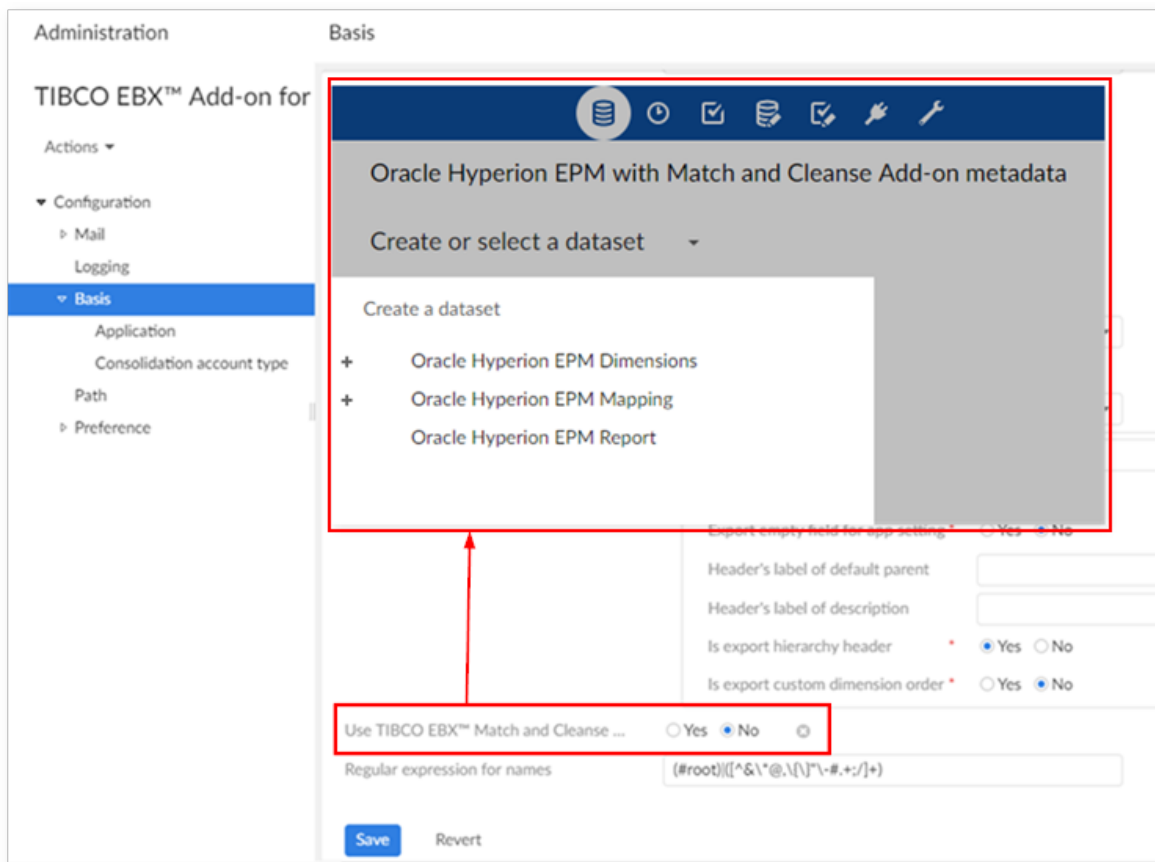 Administration
Basis
TIBCO EBX™ Add-on for
Actions
Configuration
Mail
Logging
Basis
Application
Consolidation account type
Path
Preference
Oracle Hyperion EPM with Match and Cleanse Add-on metadata
Create or select a dataset
Create a dataset
+ Oracle Hyperion EPM Dimensions
+ Oracle Hyperion EPM Mapping
Oracle Hyperion EPM Report
Export empty field for app setting * Yes No
Header's label of default parent
Header's label of description
Is export hierarchy header * Yes No
Is export custom dimension order * Yes No
Use TIBCO EBX™ Match and Cleanse ... Yes No
Regular expression for names (#root)|([^&\*@,\[\]"\-#.+;/]+)
Save Revert